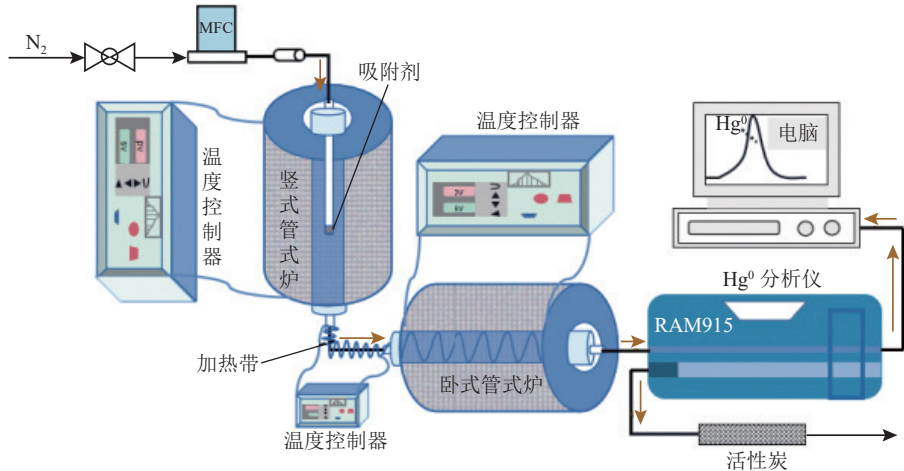 MFC
N₂
吸附剂
温度控制器
竖式管式炉
温度控制器
Hg⁰
电脑
Hg⁰ 分析仪
RAM915
加热带
卧式管式炉
温度控制器
活性炭